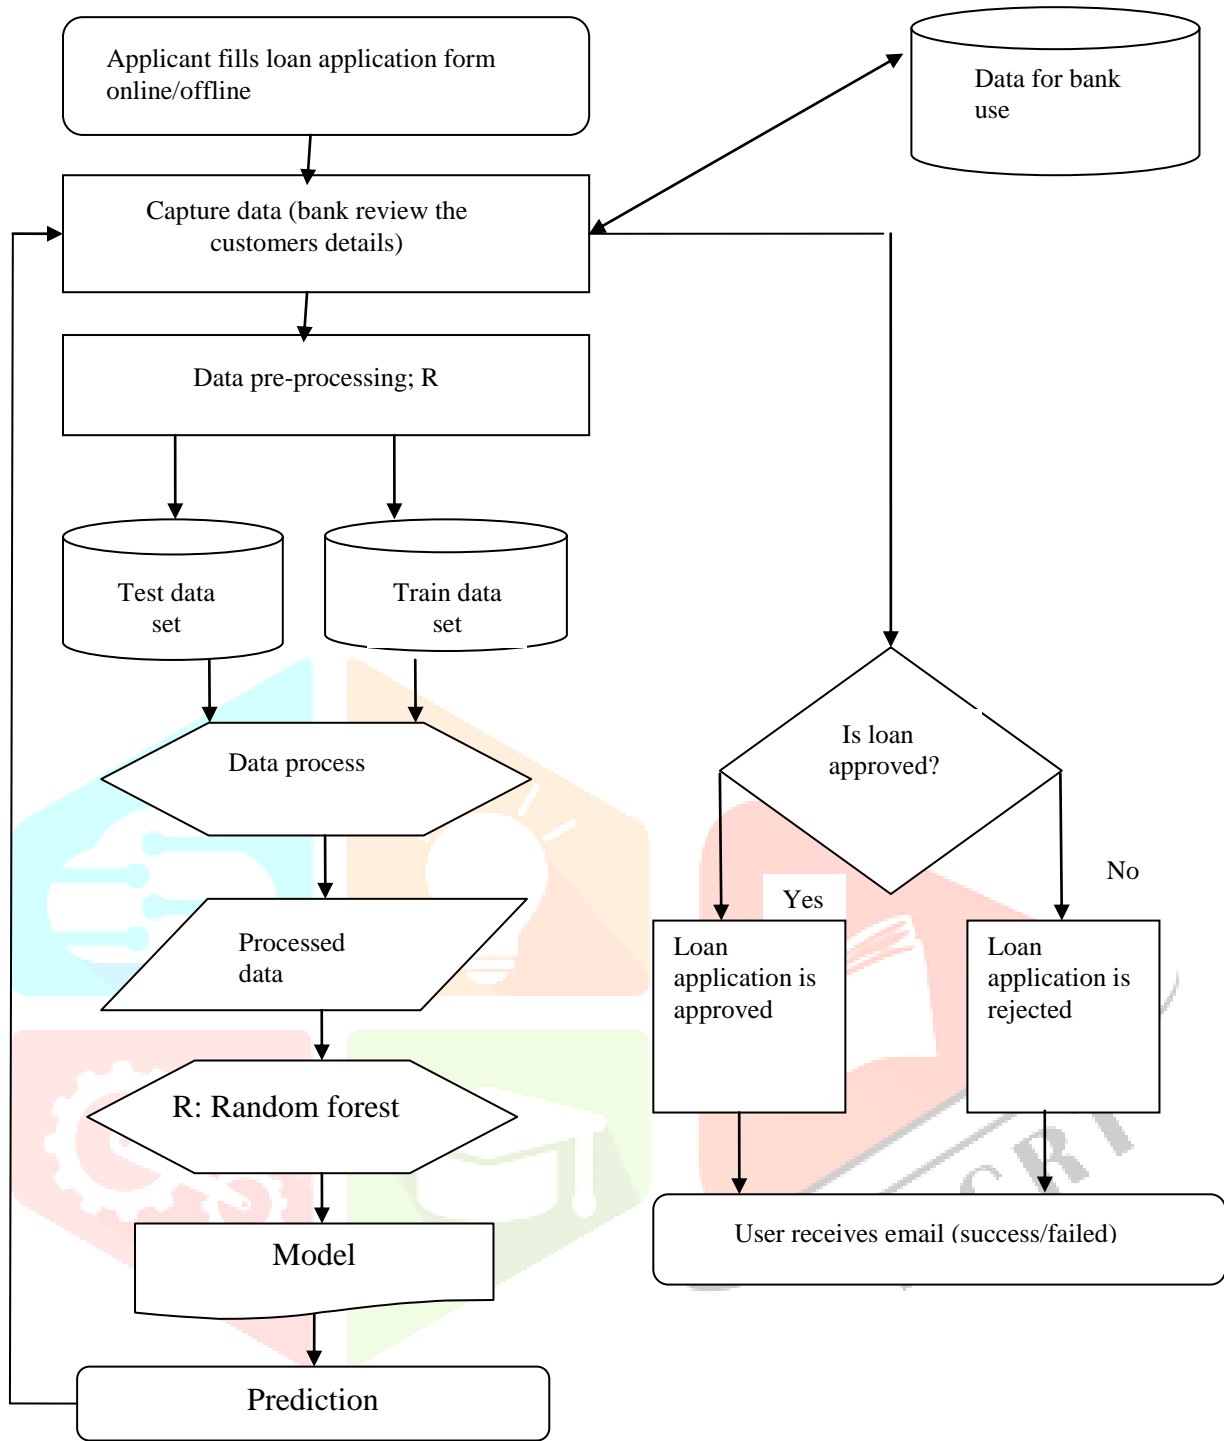 Applicant fills loan application form
online/offline
Data for bank
use
Capture data (bank review the
customers details)
Data pre-processing; R
Test data
set
Train data
set
Data process
Is loan
approved?
Yes
No
Processed
data
Loan
application is
approved
Loan
application is
rejected
R: Random forest
User receives email (success/failed)
Model
Prediction